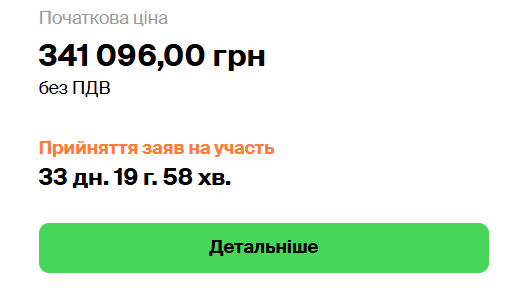 Початкова ціна
341 096,00 грн
без ПДВ
Прийняття заяв на участь
33 дн. 19 г. 58 хв.
Детальніше